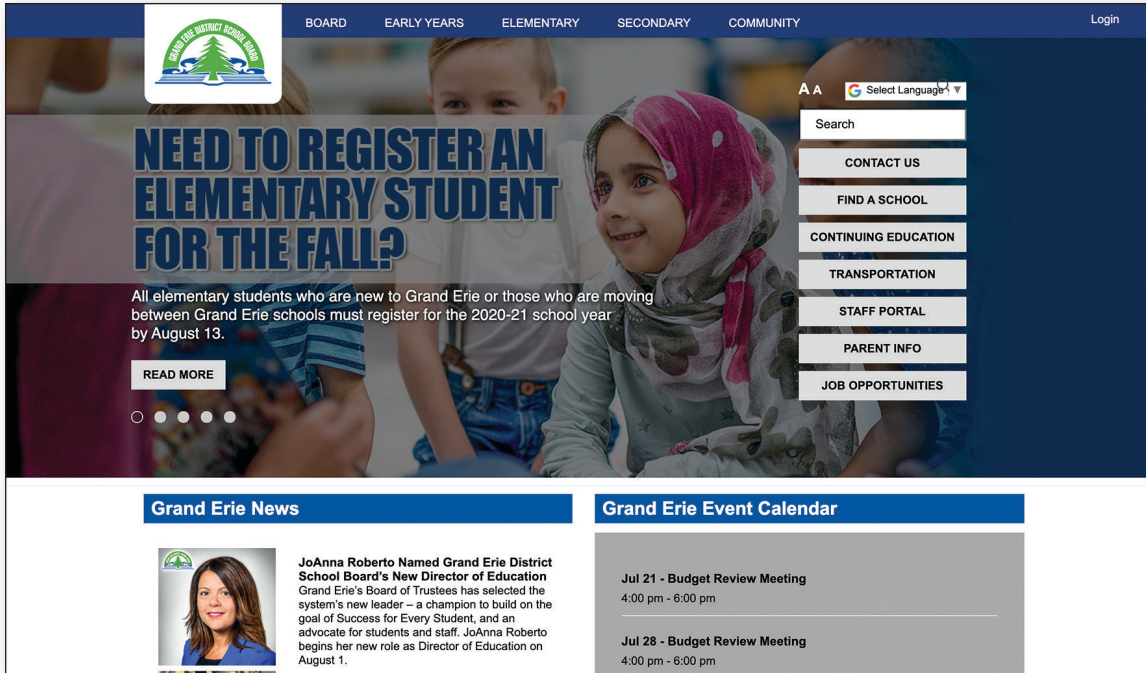 BOARD
EARLY YEARS
ELEMENTARY
SECONDARY
COMMUNITY
Login
GRAND ERIE DISTRICT SCHOOL BOARD
A A
Select Language ▼
Search
NEED TO REGISTER AN
ELEMENTARY STUDENT
FOR THE FALL?
All elementary students who are new to Grand Erie or those who are moving
between Grand Erie schools must register for the 2020-21 school year
by August 13.
READ MORE
CONTACT US
FIND A SCHOOL
CONTINUING EDUCATION
TRANSPORTATION
STAFF PORTAL
PARENT INFO
JOB OPPORTUNITIES
Grand Erie News
JoAnna Roberto Named Grand Erie District
School Board's New Director of Education
Grand Erie's Board of Trustees has selected the
system's new leader – a champion to build on the
goal of Success for Every Student, and an
advocate for students and staff. JoAnna Roberto
begins her new role as Director of Education on
August 1.
Grand Erie Event Calendar
Jul 21 - Budget Review Meeting
4:00 pm - 6:00 pm
Jul 28 - Budget Review Meeting
4:00 pm - 6:00 pm